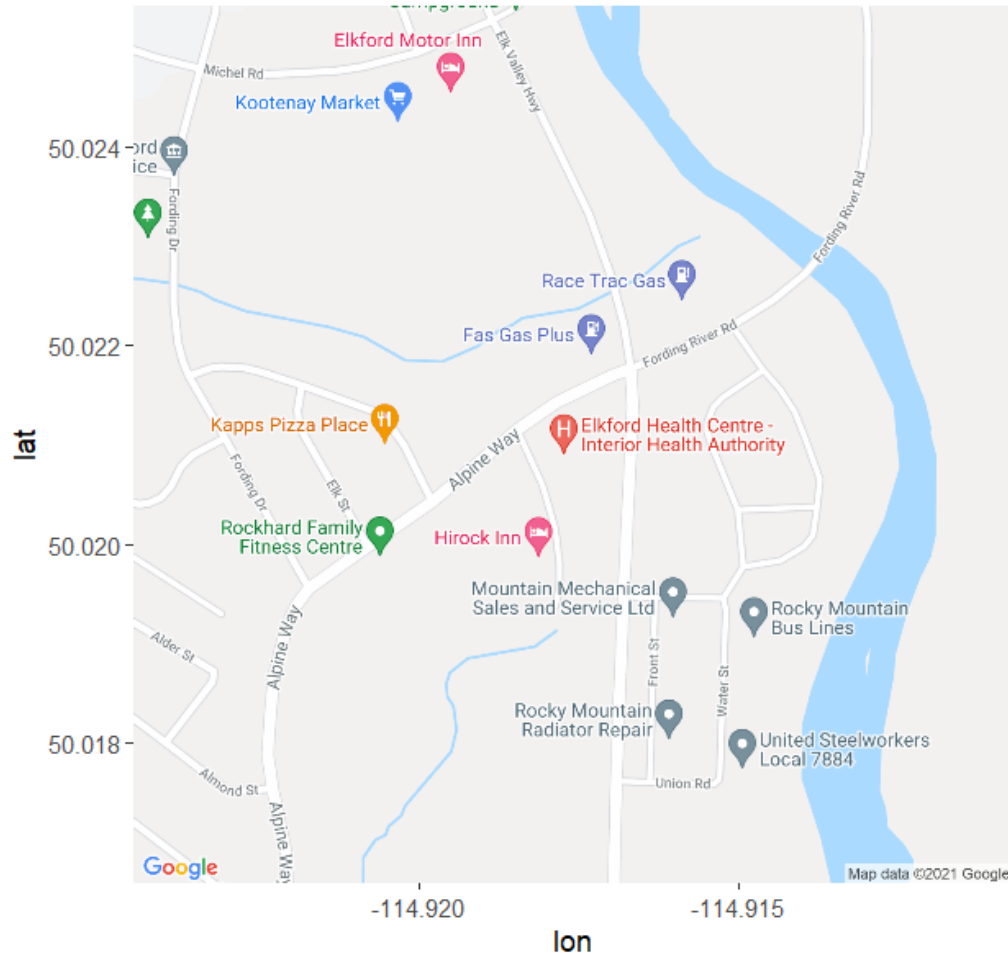 Campground
Elkford Motor Inn
Elk Valley Hwy
Michel Rd
Kootenay Market
50.024
ord
ice
Fording Dr
Fording River Rd
Race Trac Gas
Fas Gas Plus
50.022
Fording River Rd
Kapps Pizza Place
Elkford Health Centre -
Interior Health Authority
Alpine Way
Fording Dr
Elk St
Rockhard Family
Fitness Centre
50.020
Hirock Inn
Mountain Mechanical
Sales and Service Ltd
Rocky Mountain
Bus Lines
Alder St
Alpine Way
Front St
Water St
Rocky Mountain
Radiator Repair
50.018
United Steelworkers
Local 7884
Almond St
Union Rd
Alpine Way
Google
Map data ©2021 Google
-114.920
-114.915
lat
lon